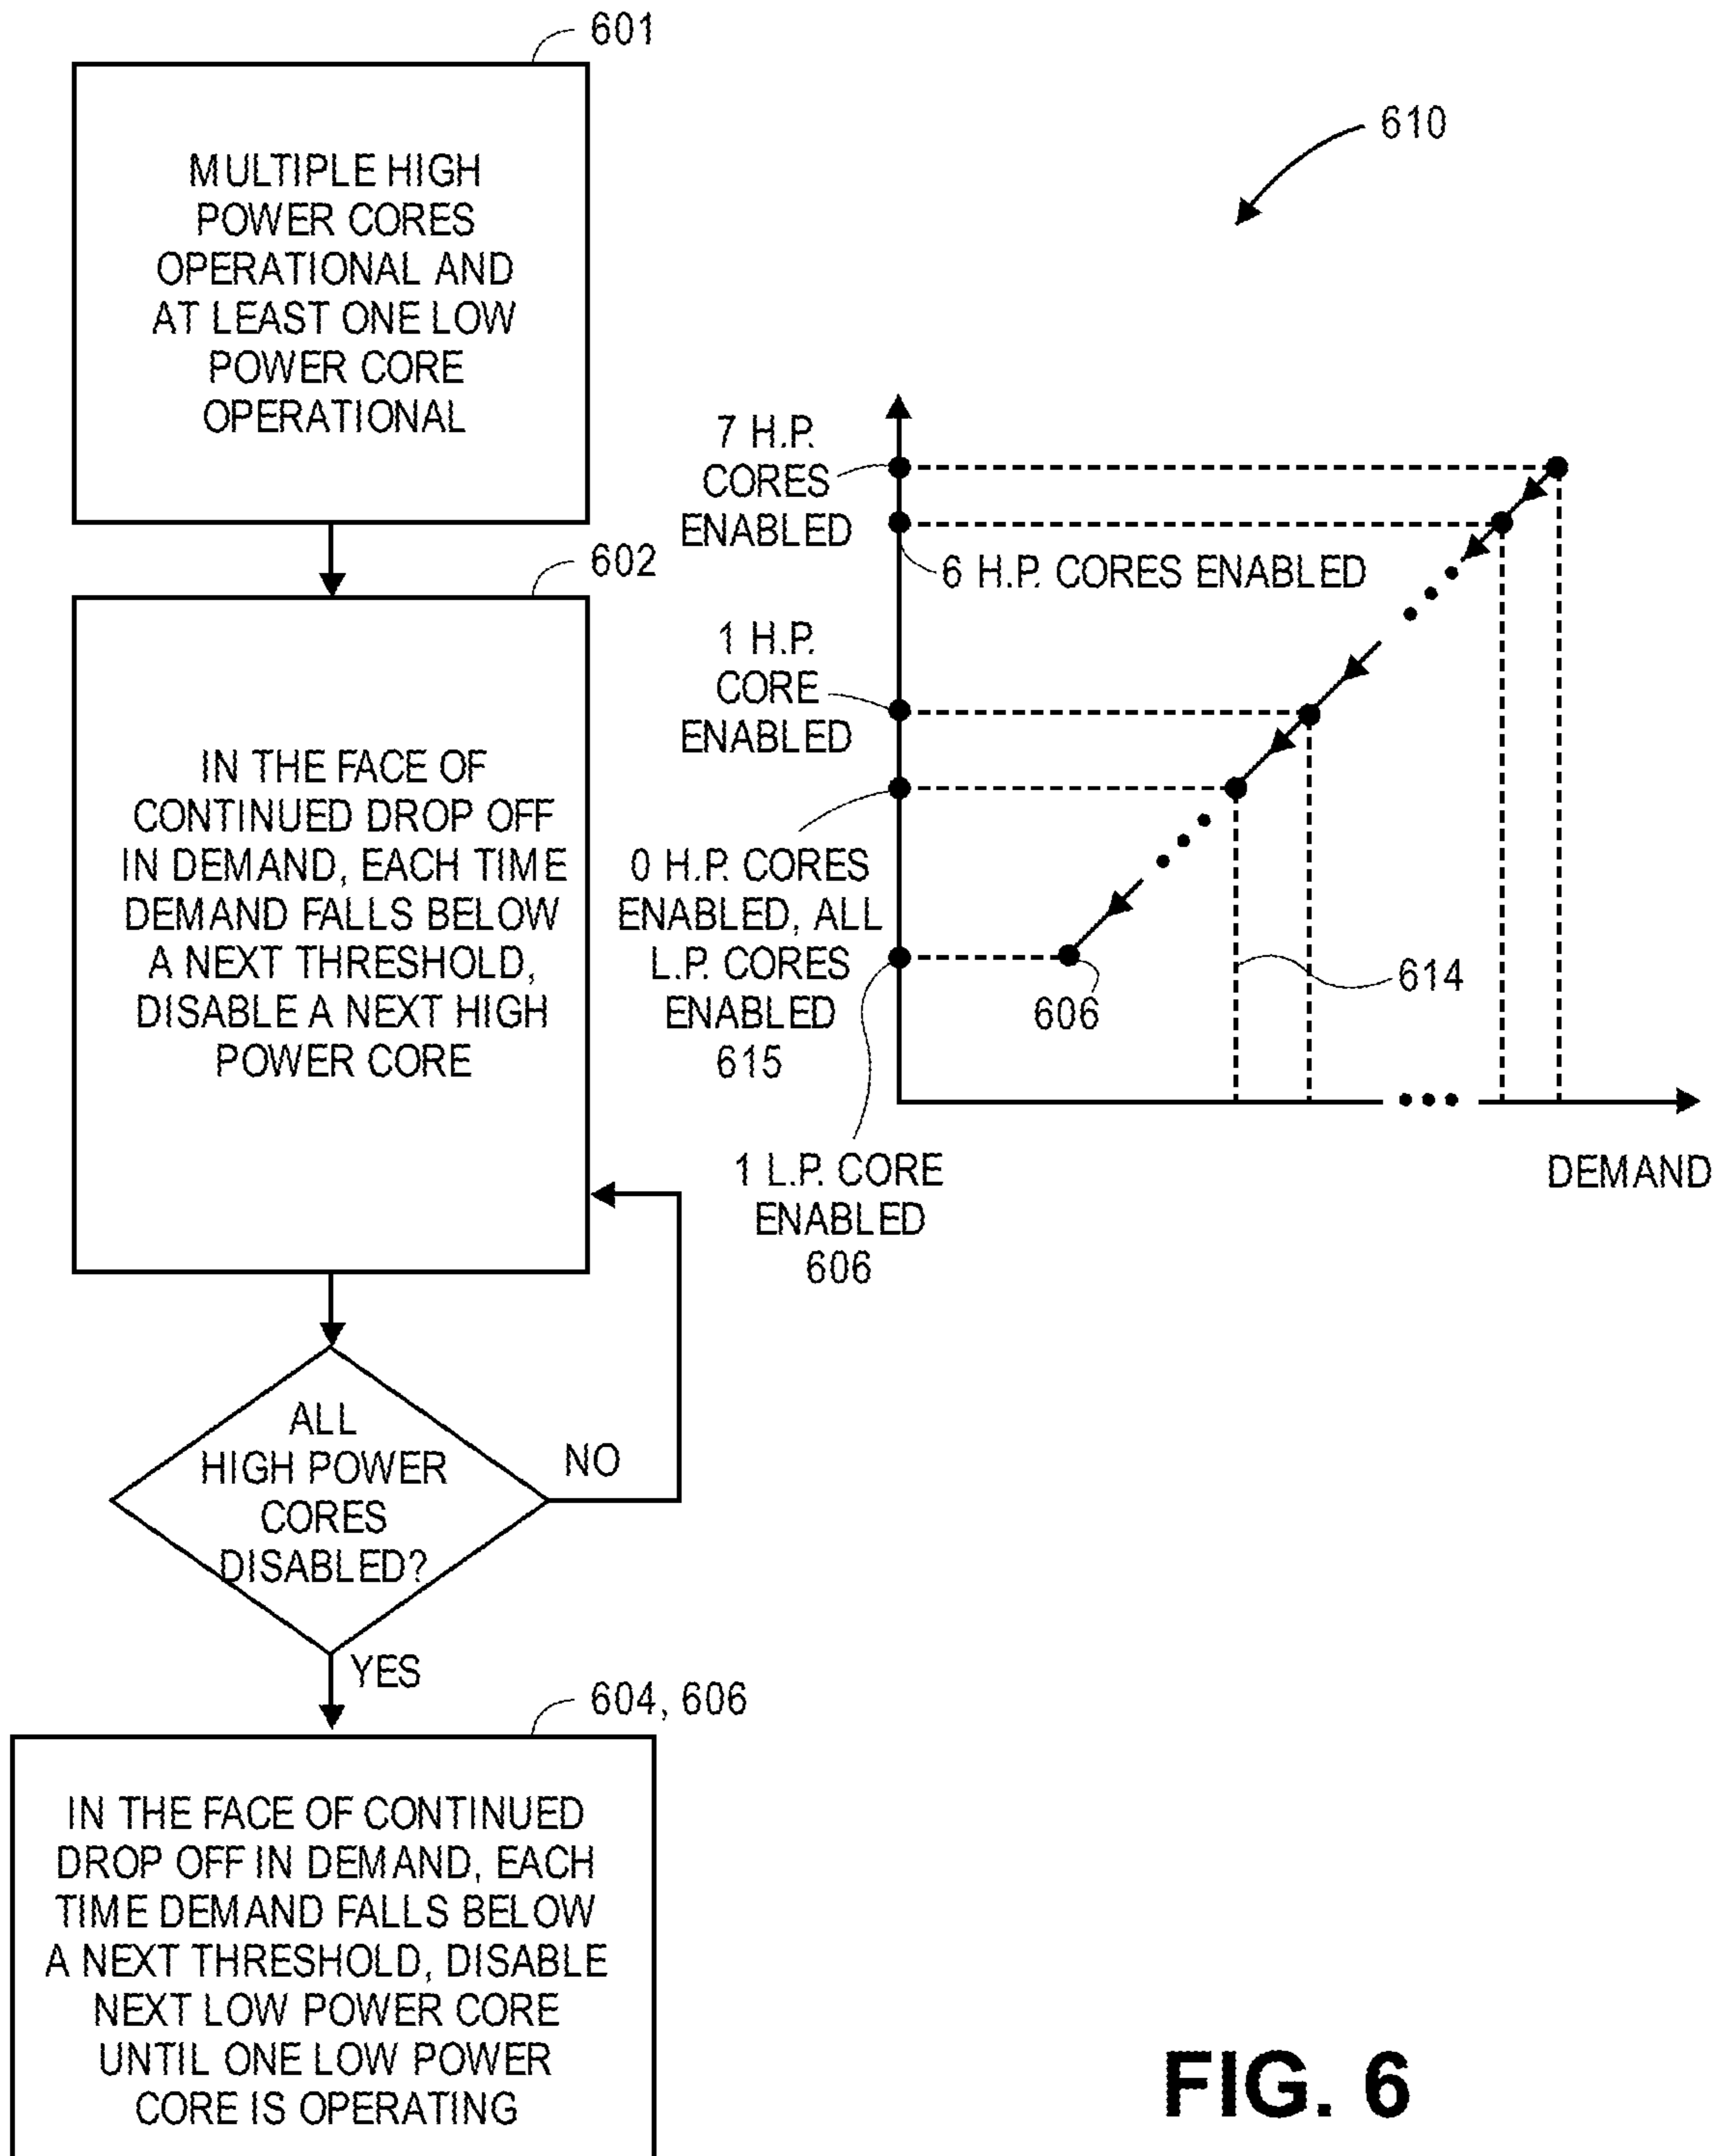 601
MULTIPLE HIGH
POWER CORES
OPERATIONAL AND
AT LEAST ONE LOW
POWER CORE
OPERATIONAL
602
IN THE FACE OF
CONTINUED DROP OFF
IN DEMAND, EACH TIME
DEMAND FALLS BELOW
A NEXT THRESHOLD,
DISABLE A NEXT HIGH
POWER CORE
ALL
HIGH POWER
CORES
DISABLED?
NO
YES
604, 606
IN THE FACE OF CONTINUED
DROP OFF IN DEMAND, EACH
TIME DEMAND FALLS BELOW
A NEXT THRESHOLD, DISABLE
NEXT LOW POWER CORE
UNTIL ONE LOW POWER
CORE IS OPERATING
610
7 H.P.
CORES
ENABLED
6 H.P. CORES ENABLED
1 H.P.
CORE
ENABLED
0 H.P. CORES
ENABLED, ALL
L.P. CORES
ENABLED
615
606
614
1 L.P. CORE
ENABLED
606
DEMAND
FIG. 6